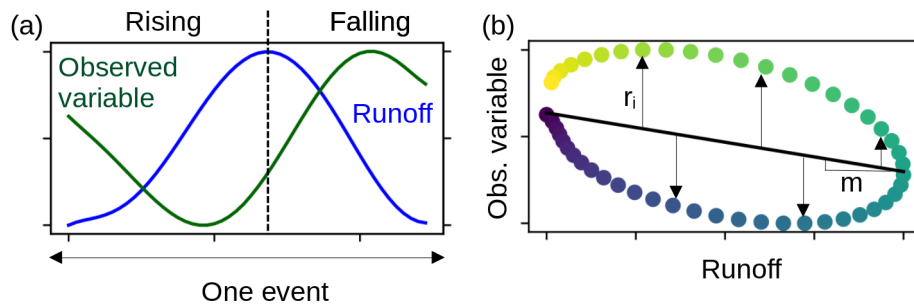 (a)
Rising
Falling
Observed
variable
Runoff
One event
(b)
Obs. variable
rᵢ
m
Runoff